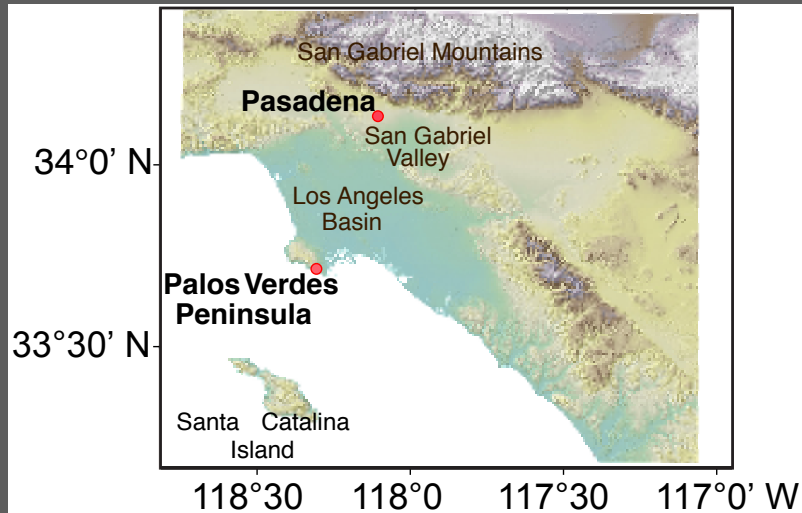 San Gabriel Mountains
Pasadena
San Gabriel
Valley
34°0’ N
Los Angeles
Basin
Palos Verdes
Peninsula
33°30’ N
Santa Catalina
Island
118°30 118°0 117°30 117°0’ W